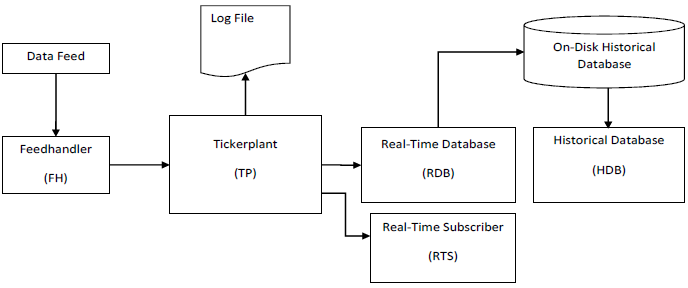 Log File
Data Feed
On-Disk Historical
Database
Feedhandler
(FH)
Tickerplant
(TP)
Real-Time Database
(RDB)
Historical Database
(HDB)
Real-Time Subscriber
(RTS)